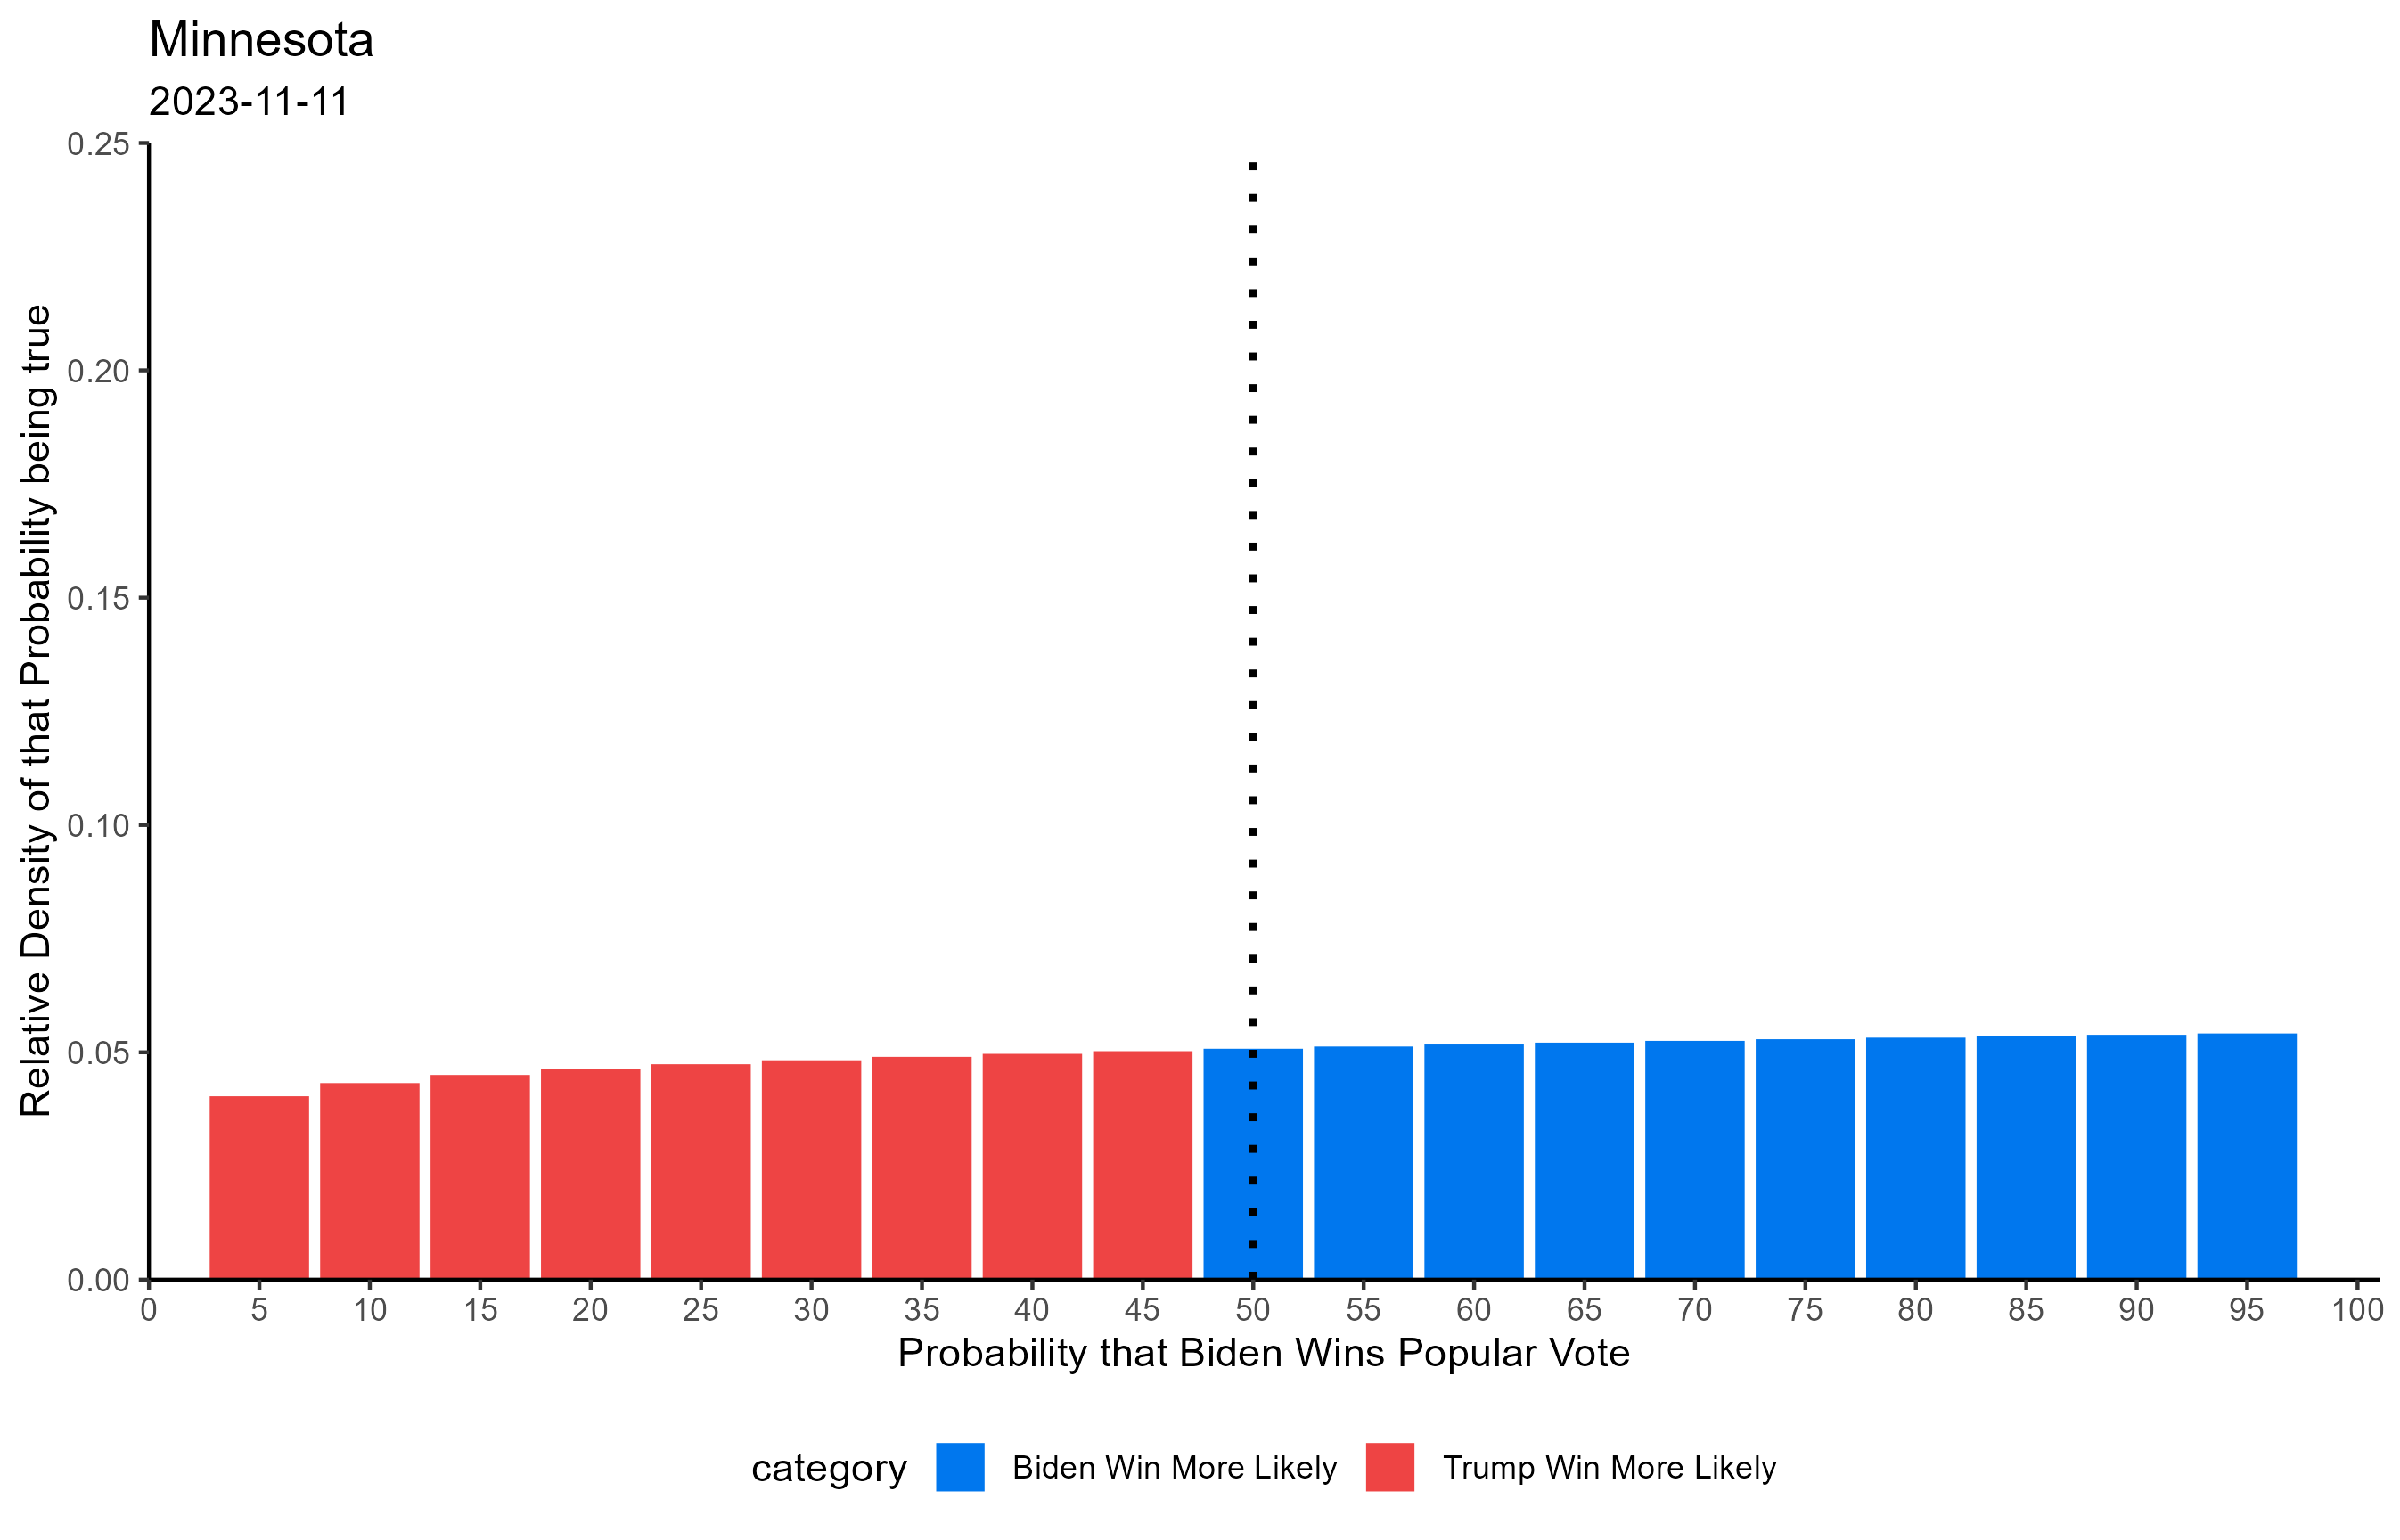 Minnesota
2023-11-11
Relative Density of that Probability being true
0.25
0.20
0.15
0.10
0.05
0.00
0 5 10 15 20 25 30 35 40 45 50 55 60 65 70 75 80 85 90 95 100
Probability that Biden Wins Popular Vote
category Biden Win More Likely Trump Win More Likely